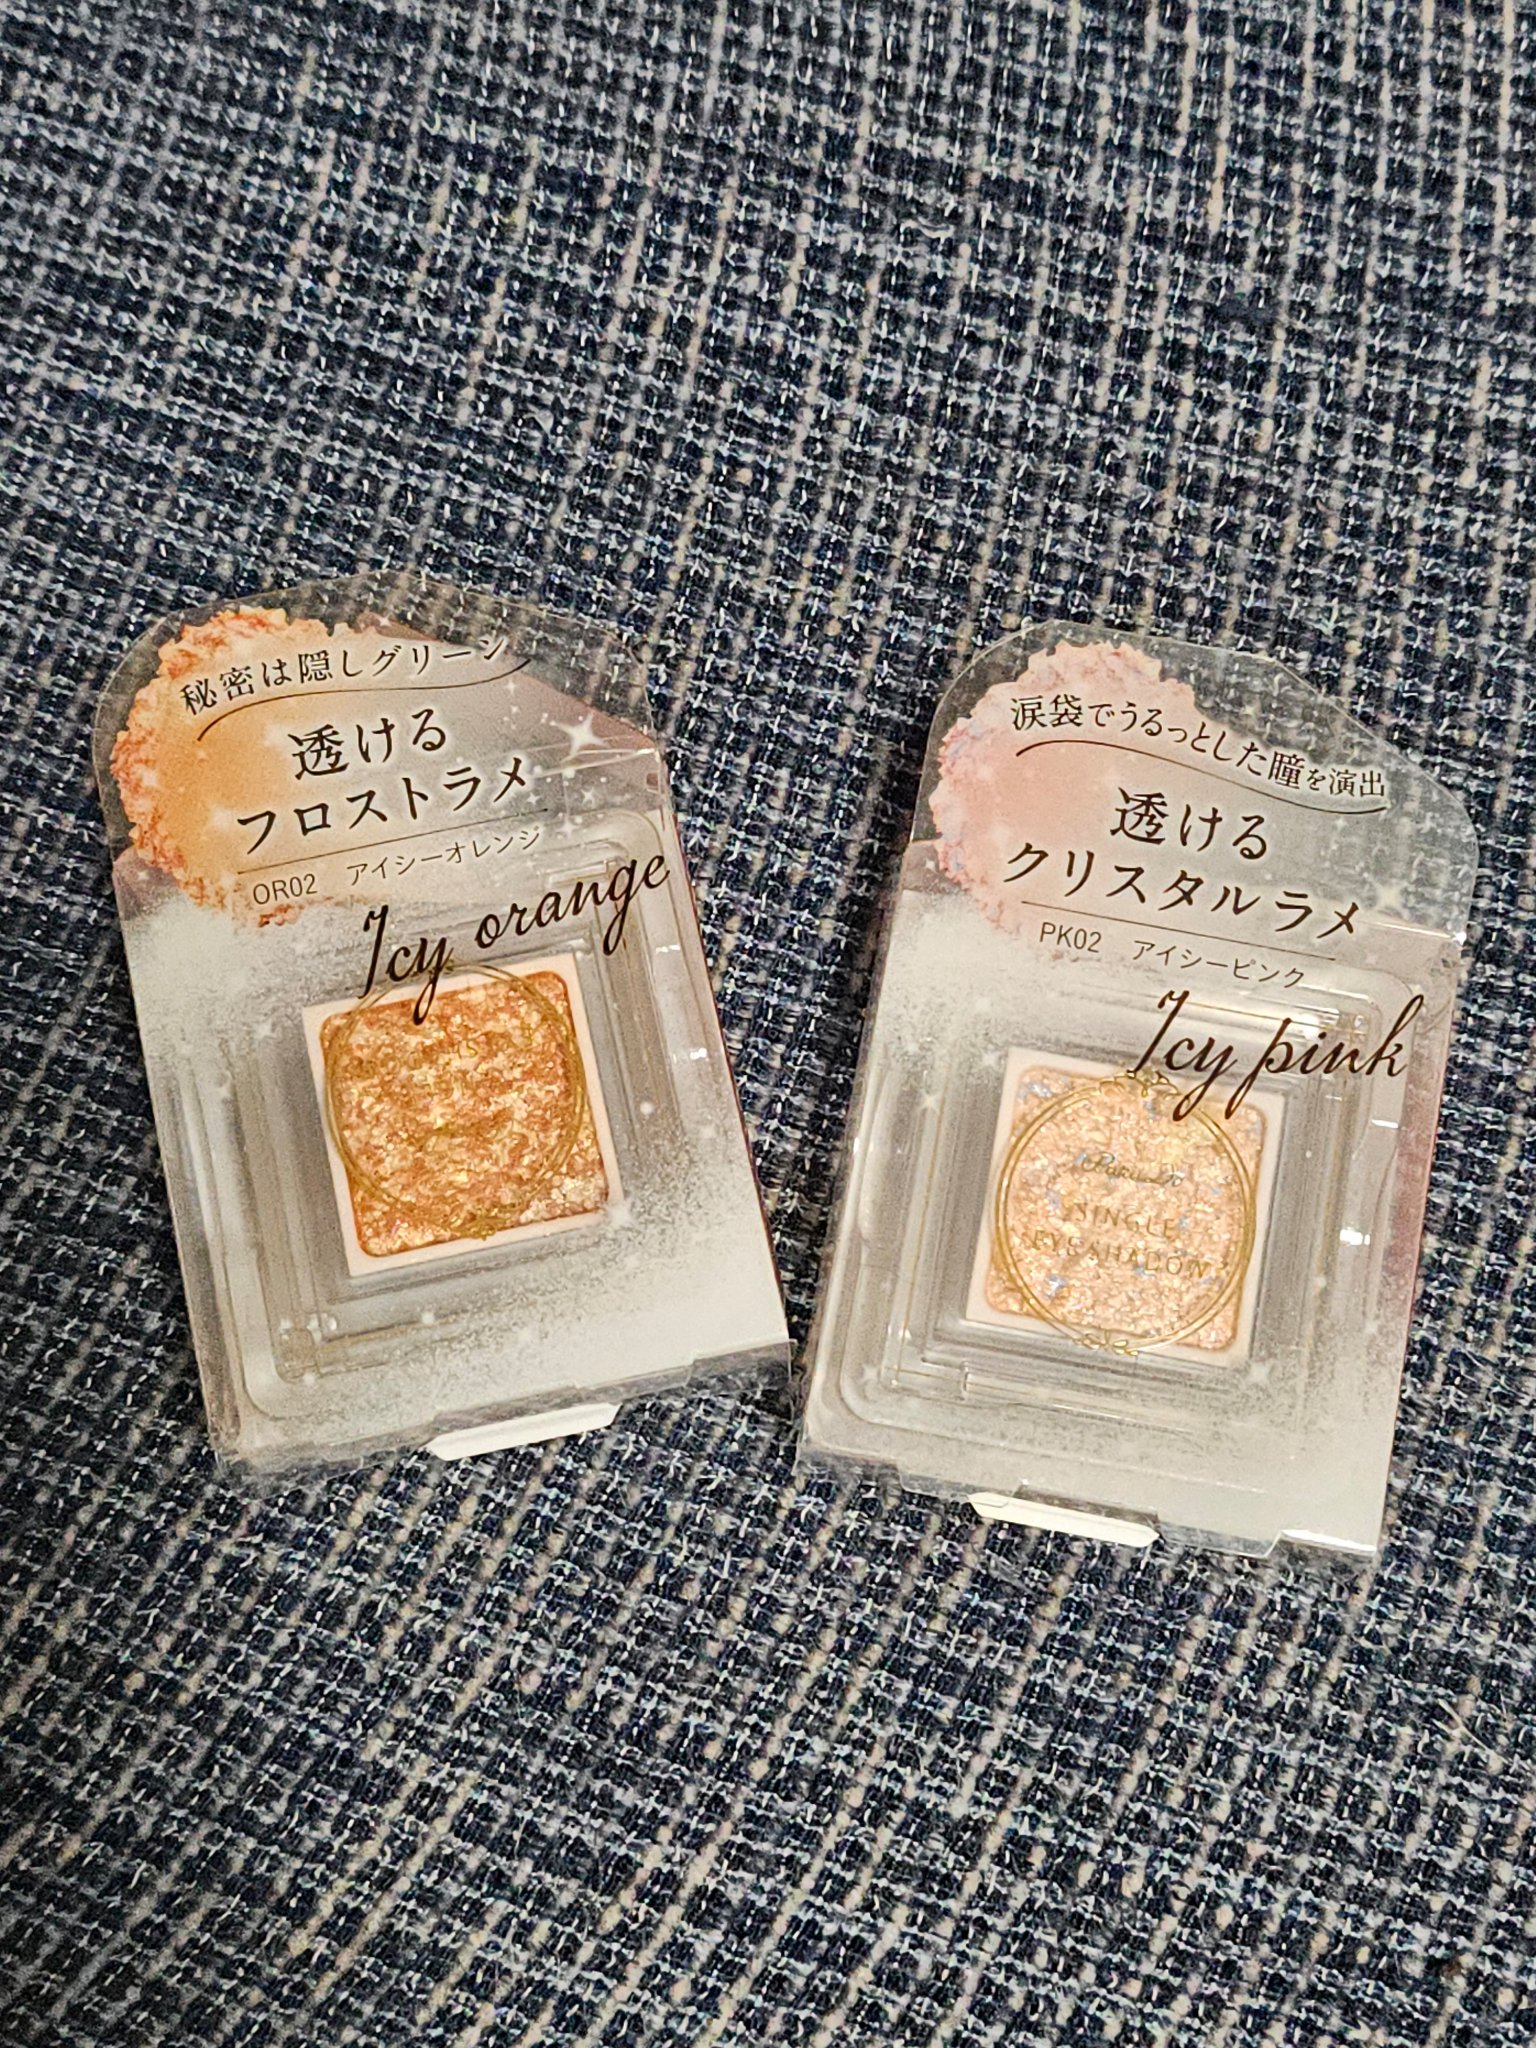 秘密は隠しグリーン
透ける
フロストラメ
OR02 アイシーオレンジ
Icy orange
涙袋でうるっとした瞳を演出
透ける
クリスタルラメ
PK02 アイシーピンク
Icy pink
SINGLE
EYE SHADOW